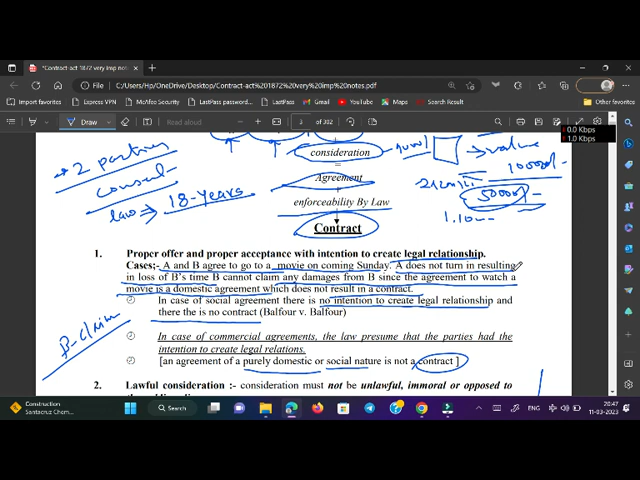 *Contract-act 1872 very imp note
File C:/Users/Hp/OneDrive/Desktop/Contract-act%201872%20very%20imp%20notes.pdf
Import favorites
Express VPN
McAfee Security
LastPass password...
LastPass
Gmail
YouTube
Maps
Search Result
Other favorites
Draw
Read aloud
3 of 302
0.0 Kbps
1.0 Kbps
→ 2 parties
consideration
→ value
consent
=
100000/-
Agreement
law ⇒ 18-years
50000/-
enforceability By Law
Contract
1. Proper offer and proper acceptance with intention to create legal relationship.
Cases:- A and B agree to go to a movie on coming Sunday. A does not turn in resulting
in loss of B's time B cannot claim any damages from B since the agreement to watch a
movie is a domestic agreement which does not result in a contract.
In case of social agreement there is no intention to create legal relationship and
there the is no contract (Balfour v. Balfour)
B-claim
In case of commercial agreements, the law presume that the parties had the
intention to create legal relations.
[an agreement of a purely domestic or social nature is not a contract ]
2. Lawful consideration :- consideration must not be unlawful, immoral or opposed to
Construction
Santacruz Chem...
Search
ENG
20:47
11-03-2023